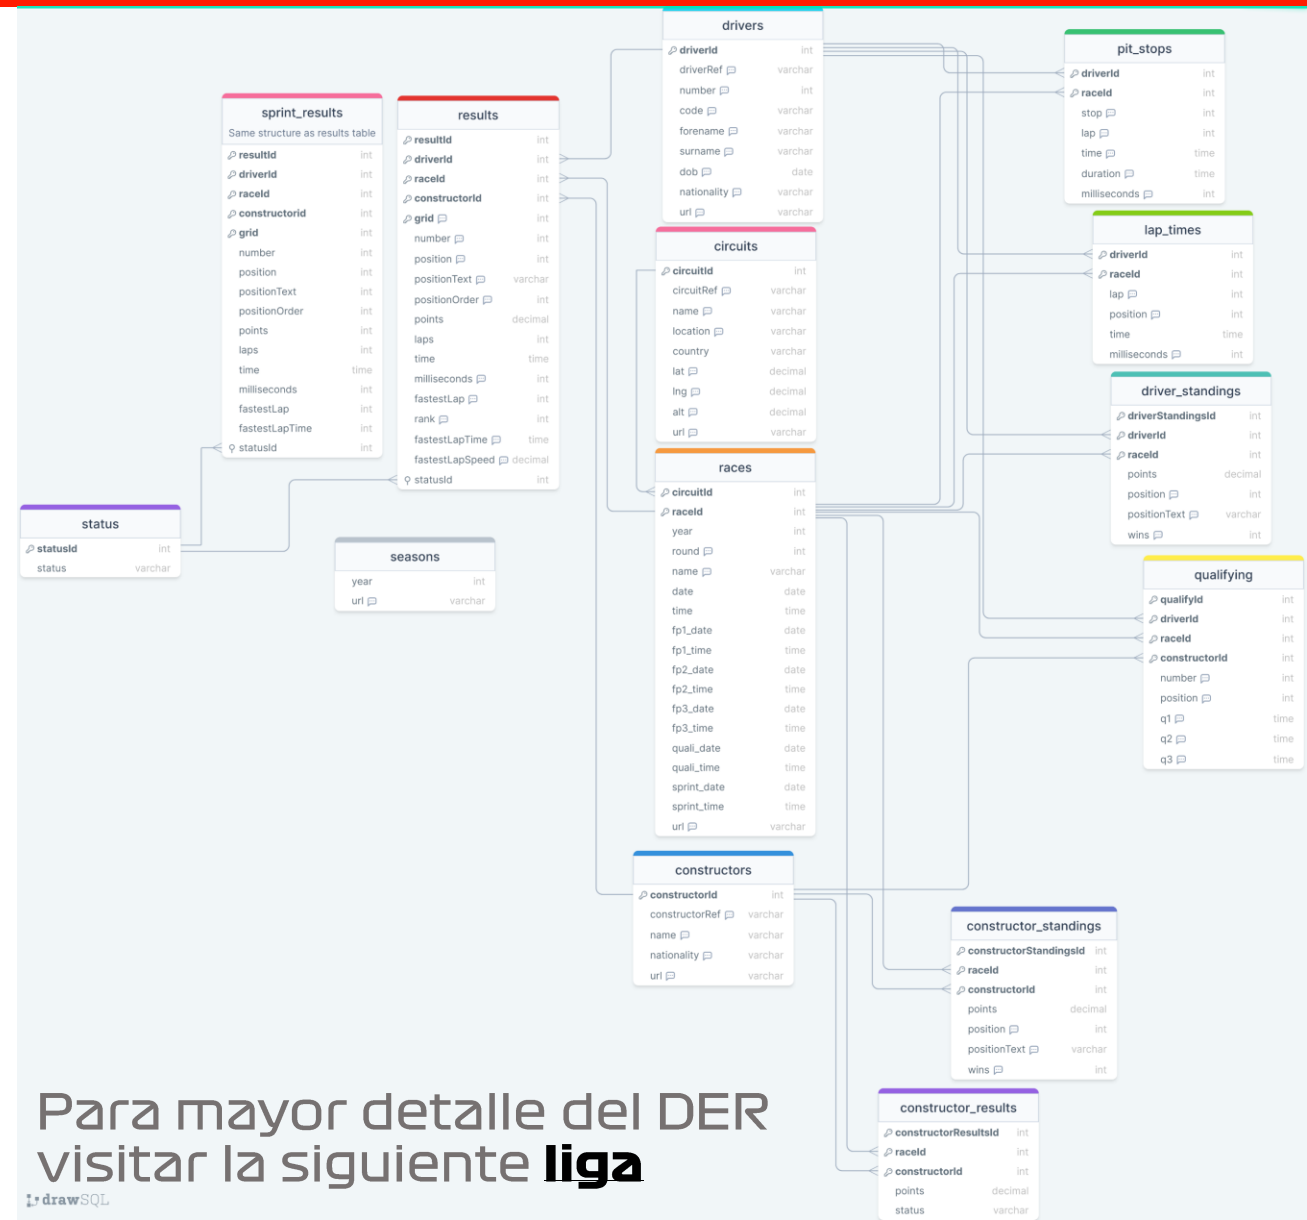 drivers
driverId int
driverRef varchar
number int
code varchar
forename varchar
surname varchar
dob date
nationality varchar
url varchar
pit_stops
driverId int
raceId int
stop int
lap int
time time
duration time
milliseconds int
sprint_results
Same structure as results table
resultId int
driverId int
raceId int
constructorid int
grid int
number int
position int
positionText int
positionOrder int
points int
laps int
time time
milliseconds int
fastestLap int
fastestLapTime int
statusId int
results
resultId int
driverId int
raceId int
constructorId int
grid int
number int
position int
positionText varchar
positionOrder int
points decimal
laps int
time time
milliseconds int
fastestLap int
rank int
fastestLapTime time
fastestLapSpeed decimal
statusId int
circuits
circuitId int
circuitRef varchar
name varchar
location varchar
country varchar
lat decimal
lng decimal
alt decimal
url varchar
lap_times
driverId int
raceId int
lap int
position int
time time
milliseconds int
driver_standings
driverStandingsId int
driverId int
raceId int
points decimal
position int
positionText varchar
wins int
races
circuitId int
raceId int
year int
round int
name varchar
date date
time time
fp1_date date
fp1_time time
fp2_date date
fp2_time time
fp3_date date
fp3_time time
quali_date date
quali_time time
sprint_date date
sprint_time time
url varchar
status
statusId int
status varchar
seasons
year int
url varchar
qualifying
qualifyId int
driverId int
raceId int
constructorId int
number int
position int
q1 time
q2 time
q3 time
constructors
constructorId int
constructorRef varchar
name varchar
nationality varchar
url varchar
constructor_standings
constructorStandingsId int
raceId int
constructorId int
points decimal
position int
positionText varchar
wins int
constructor_results
constructorResultsId int
raceId int
constructorId int
points decimal
status varchar
Para mayor detalle del DER
visitar la siguiente liga
drawSQL